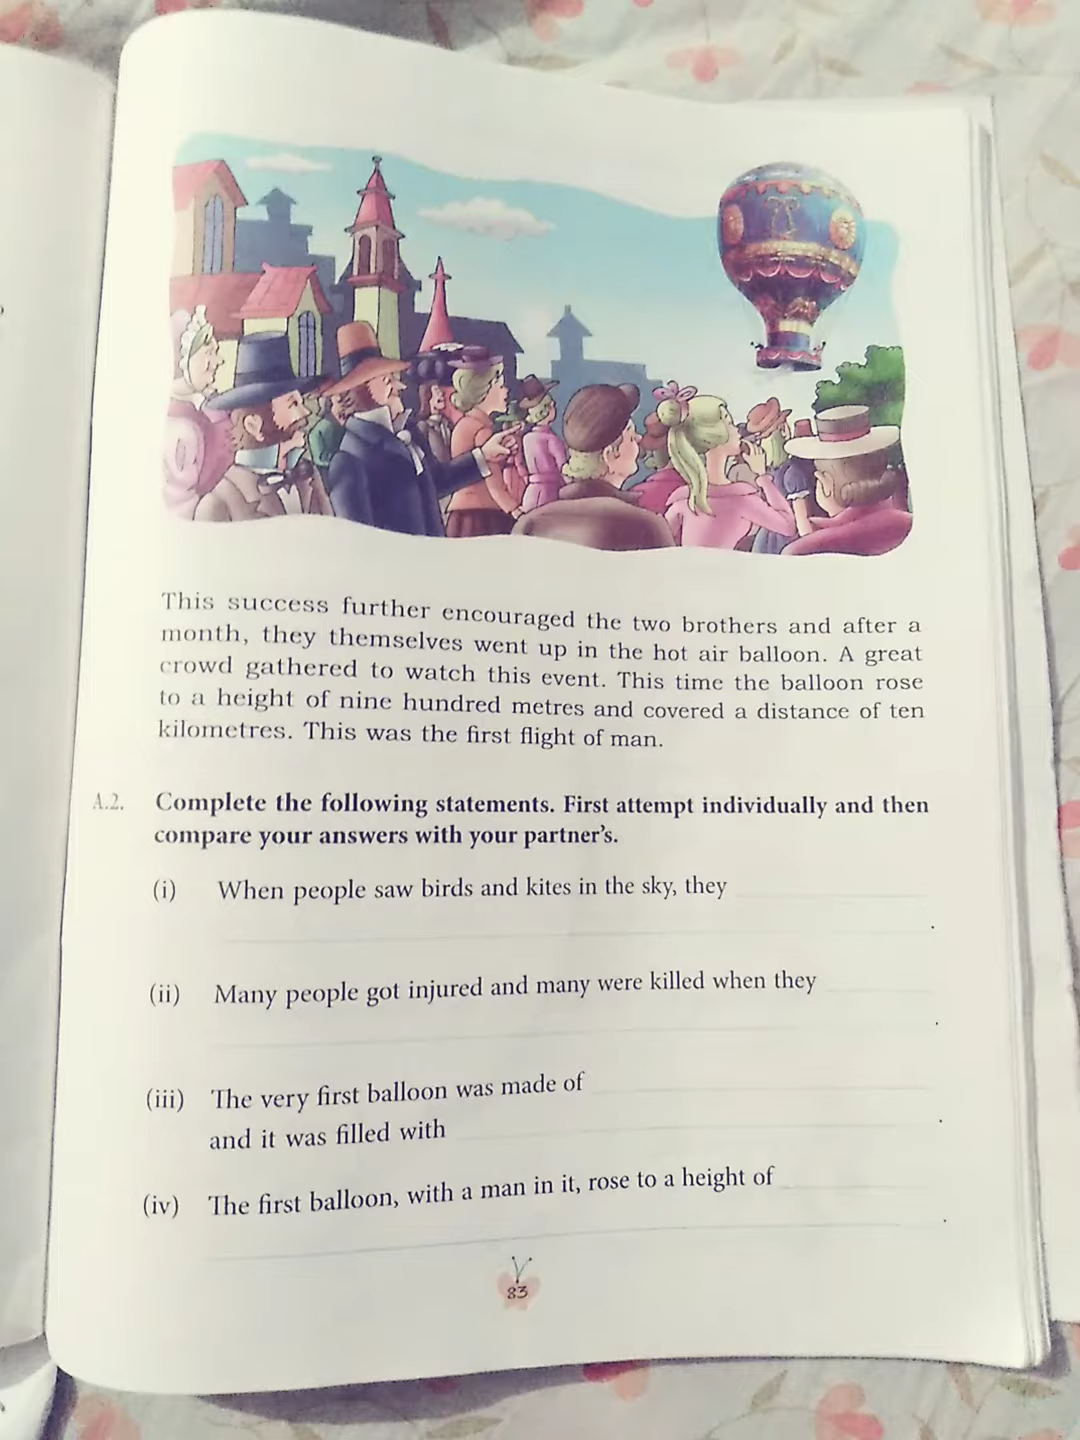 This success further encouraged the two brothers and after a
month, they themselves went up in the hot air balloon. A great
crowd gathered to watch this event. This time the balloon rose
to a height of nine hundred metres and covered a distance of ten
kilometres. This was the first flight of man.
A.2. Complete the following statements. First attempt individually and then
compare your answers with your partner's.
(i) When people saw birds and kites in the sky, they
.
(ii) Many people got injured and many were killed when they
.
(iii) The very first balloon was made of
and it was filled with .
(iv) The first balloon, with a man in it, rose to a height of
.
83